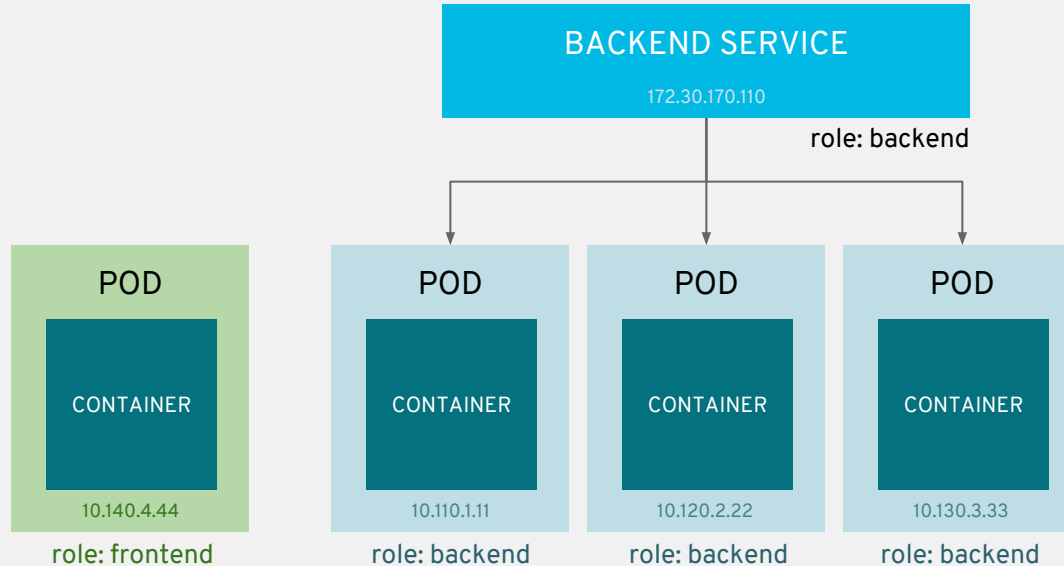 BACKEND SERVICE
172.30.170.110
role: backend
POD
CONTAINER
10.140.4.44
role: frontend
POD
CONTAINER
10.110.1.11
role: backend
POD
CONTAINER
10.120.2.22
role: backend
POD
CONTAINER
10.130.3.33
role: backend